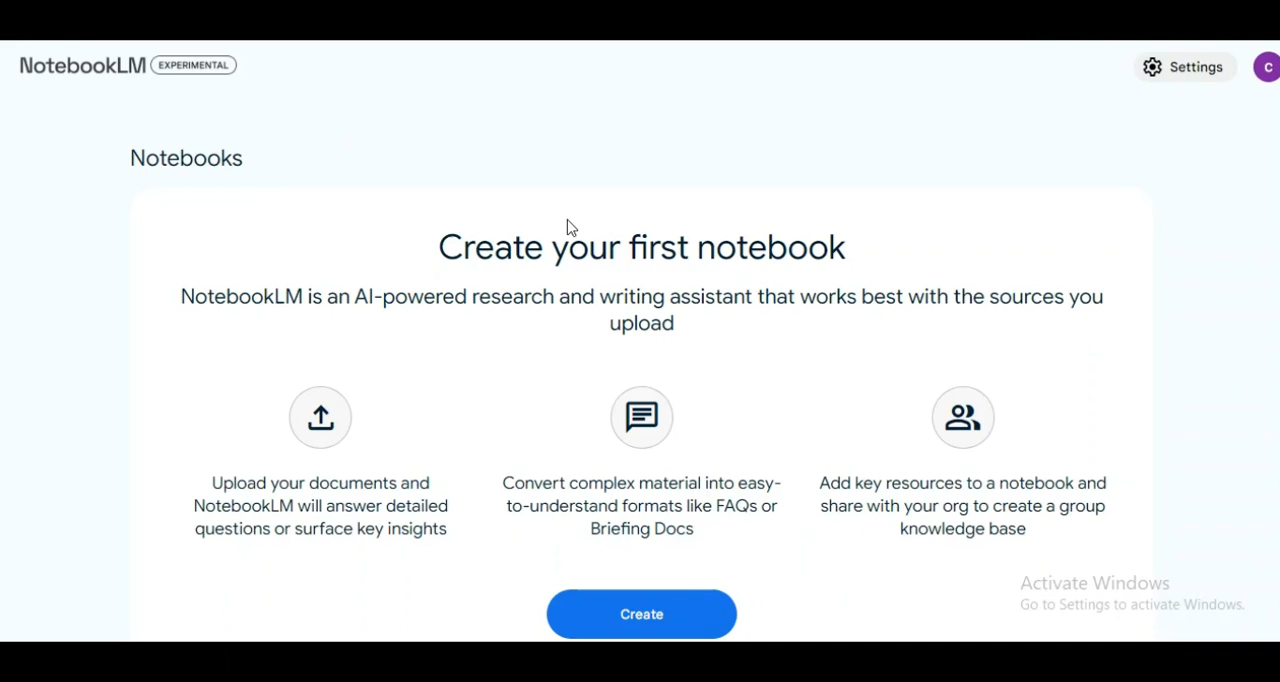 NotebookLM EXPERIMENTAL
Settings
C
Notebooks
Create your first notebook
NotebookLM is an AI-powered research and writing assistant that works best with the sources you
upload
Upload your documents and
NotebookLM will answer detailed
questions or surface key insights
Convert complex material into easy-
to-understand formats like FAQs or
Briefing Docs
Add key resources to a notebook and
share with your org to create a group
knowledge base
Create
Activate Windows
Go to Settings to activate Windows.